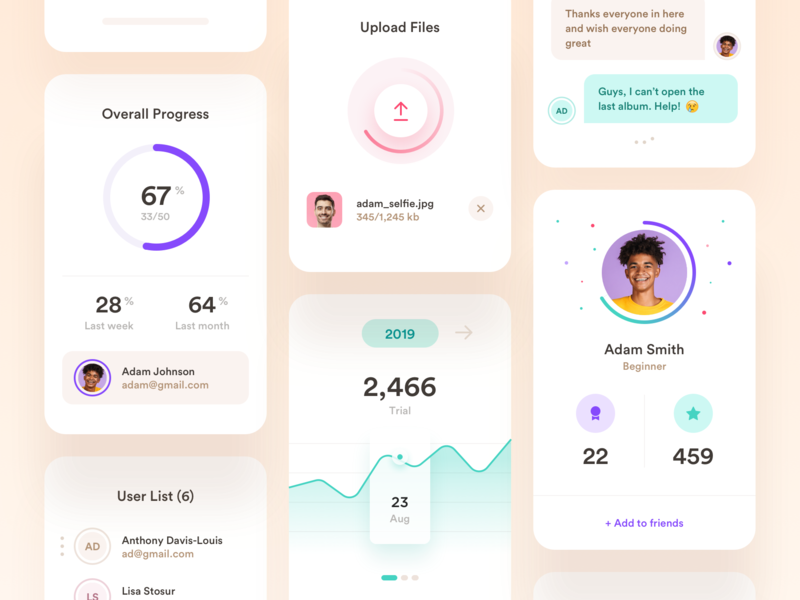 Overall Progress
67 %
33/50
28 %
Last week
64 %
Last month
Adam Johnson
adam@gmail.com
User List (6)
AD
Anthony Davis-Louis
ad@gmail.com
LS
Lisa Stosur
Upload Files
adam_selfie.jpg
345/1,245 kb
2019
2,466
Trial
23
Aug
Thanks everyone in here
and wish everyone doing
great
AD
Guys, I can't open the
last album. Help! 😢
Adam Smith
Beginner
22
459
+ Add to friends